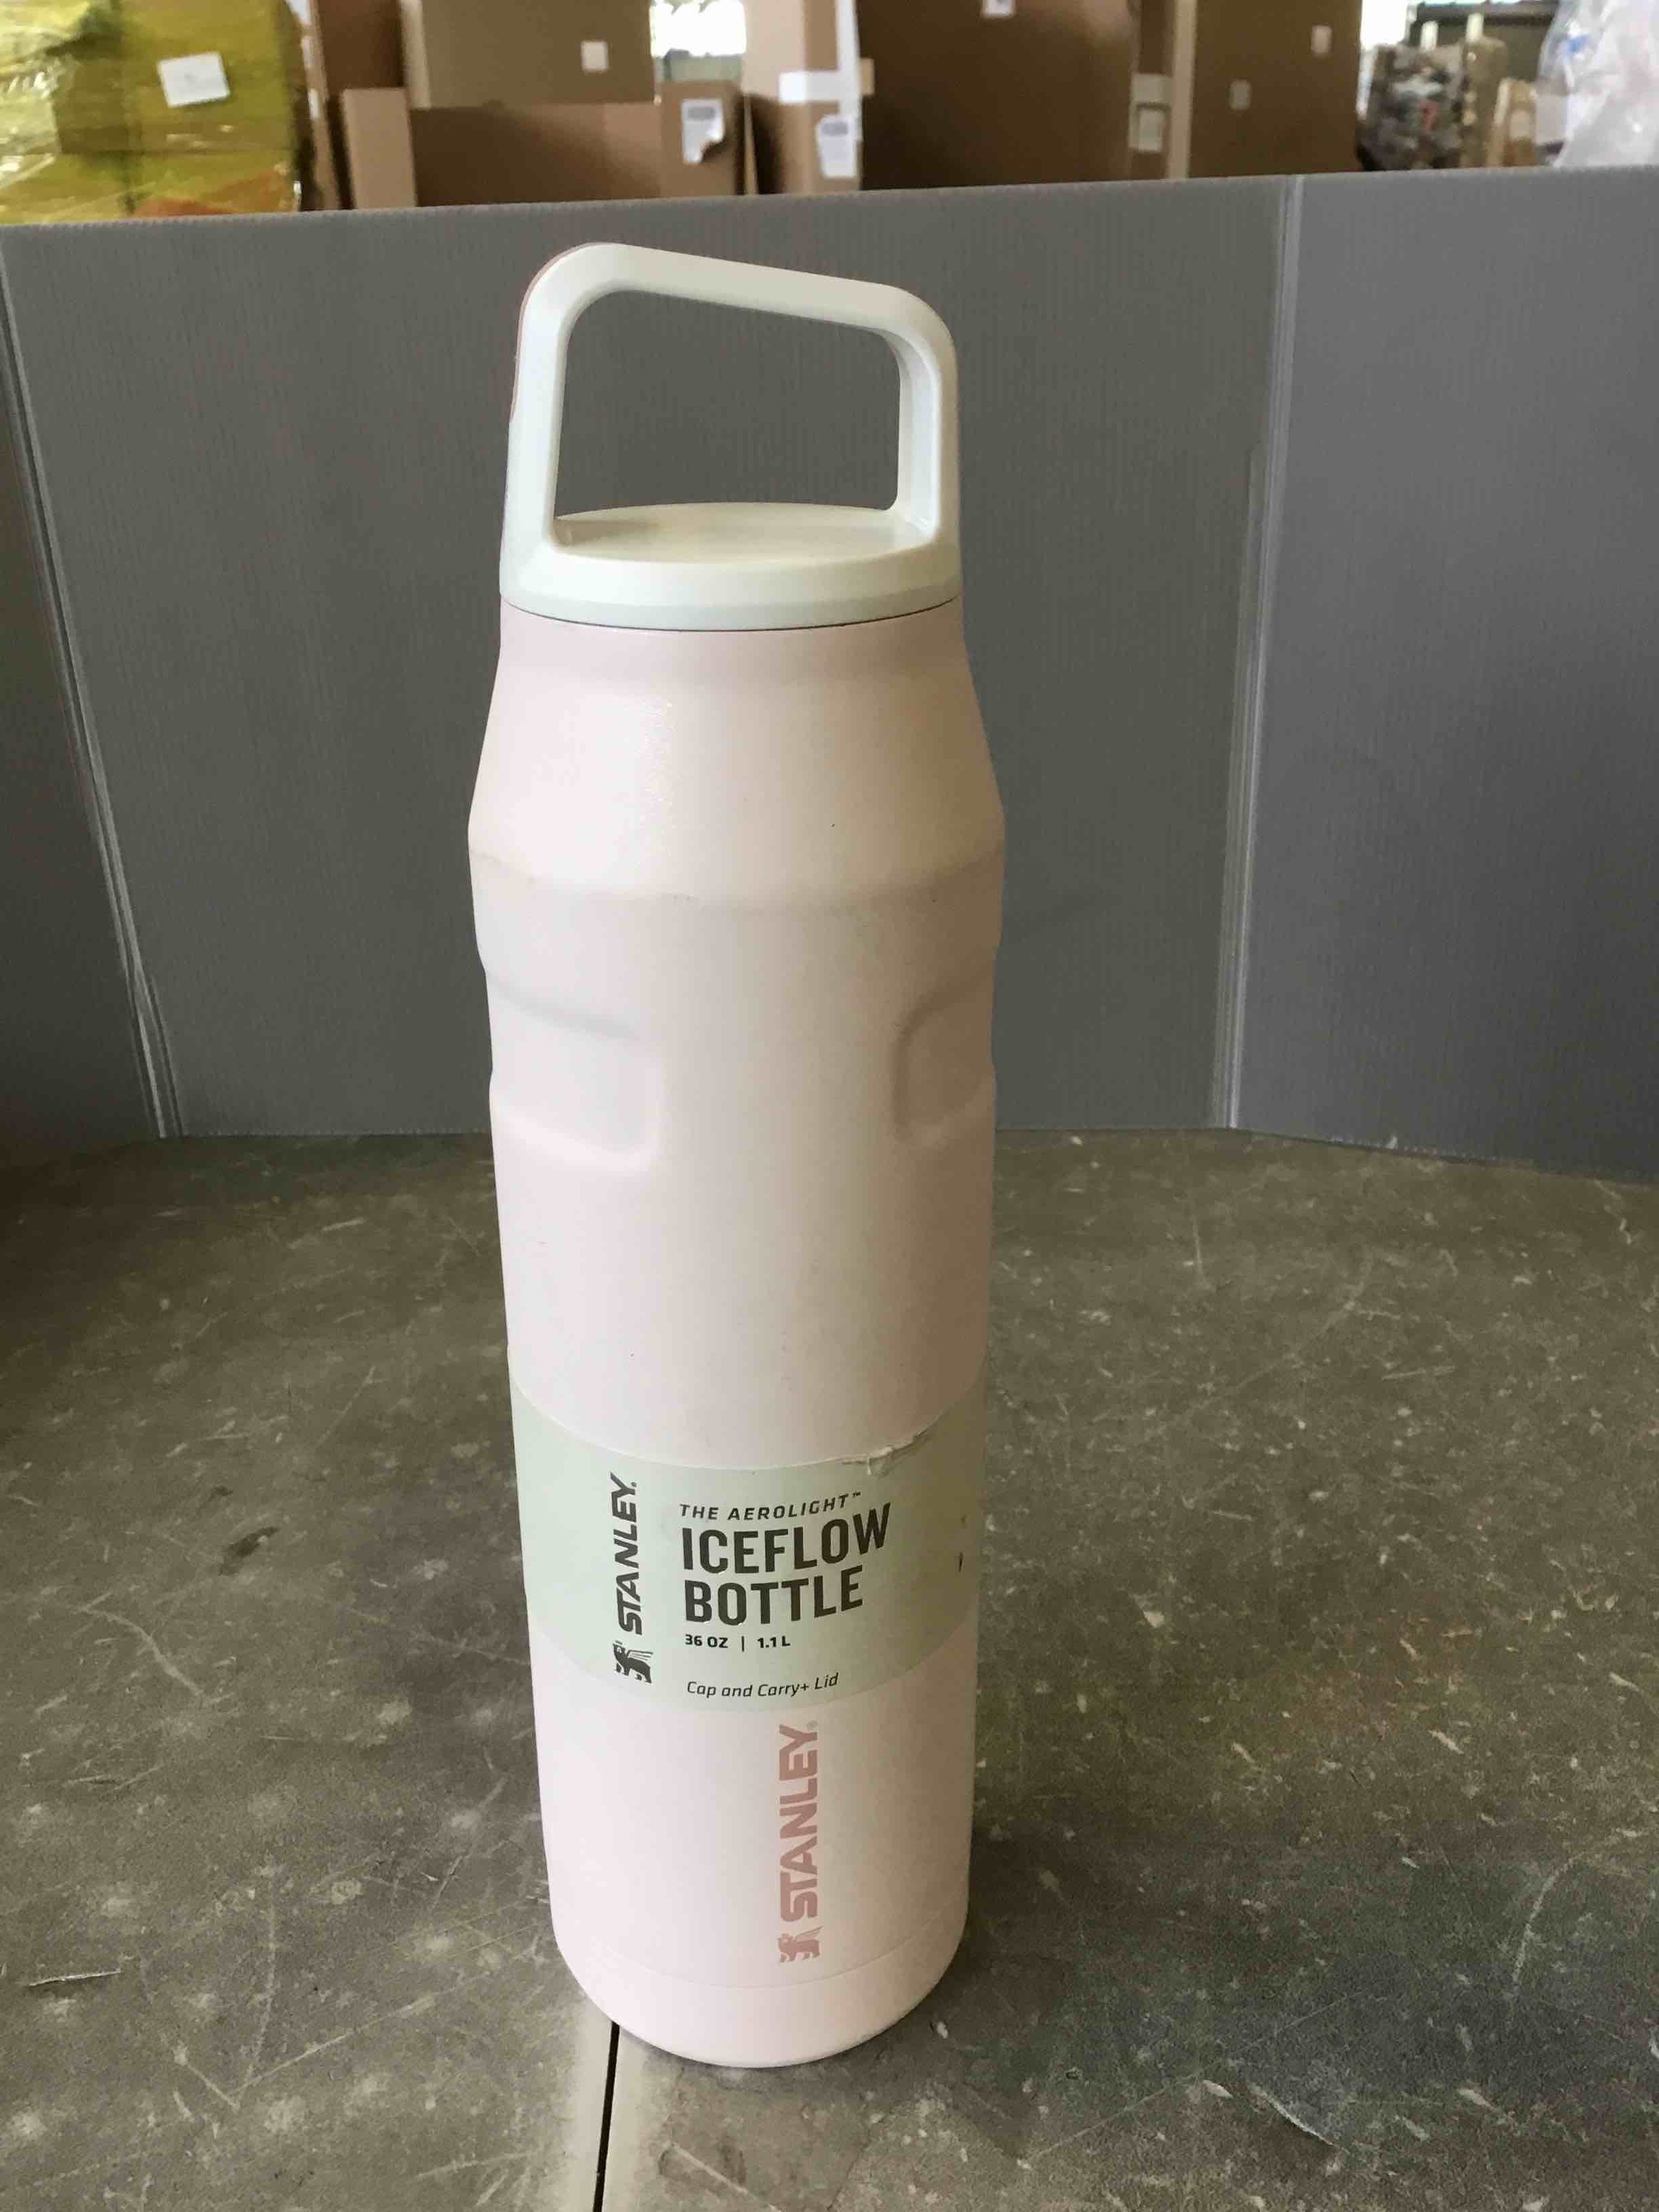 STANLEY.
THE AEROLIGHT™
ICEFLOW
BOTTLE
36 OZ | 1.1 L
Cap and Carry+ Lid
STANLEY®